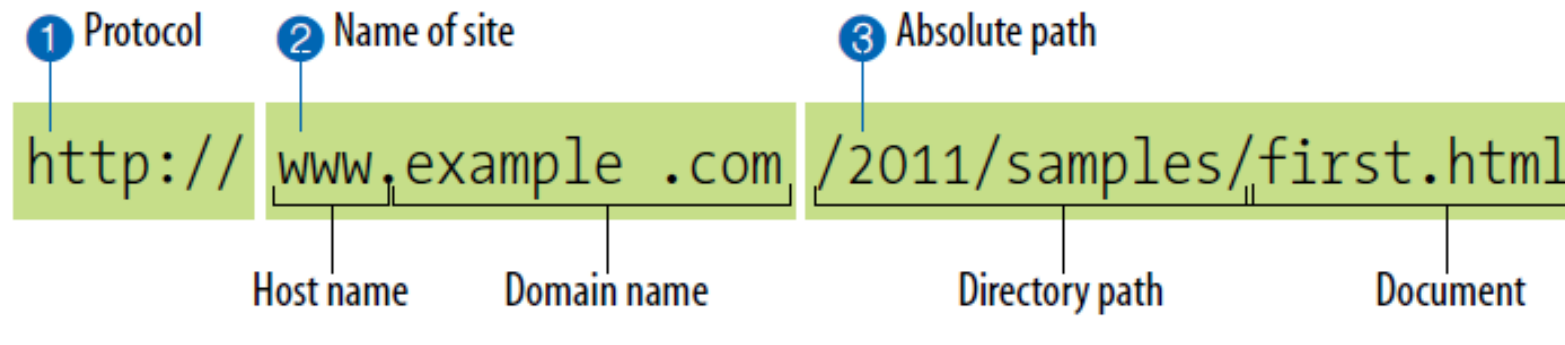 1 Protocol 2 Name of site 3 Absolute path
http:// www.example .com /2011/samples/first.html
Host name Domain name Directory path Document